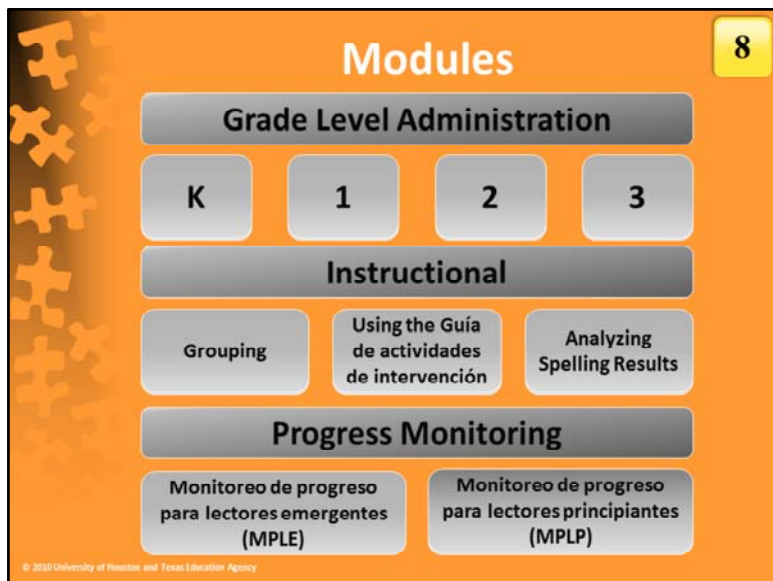 Modules
8
Grade Level Administration
K
1
2
3
Instructional
Grouping
Using the Guía
de actividades
de intervención
Analyzing
Spelling Results
Progress Monitoring
Monitoreo de progreso
para lectores emergentes
(MPLE)
Monitoreo de progreso
para lectores principiantes
(MPLP)
© 2010 University of Houston and Texas Education Agency